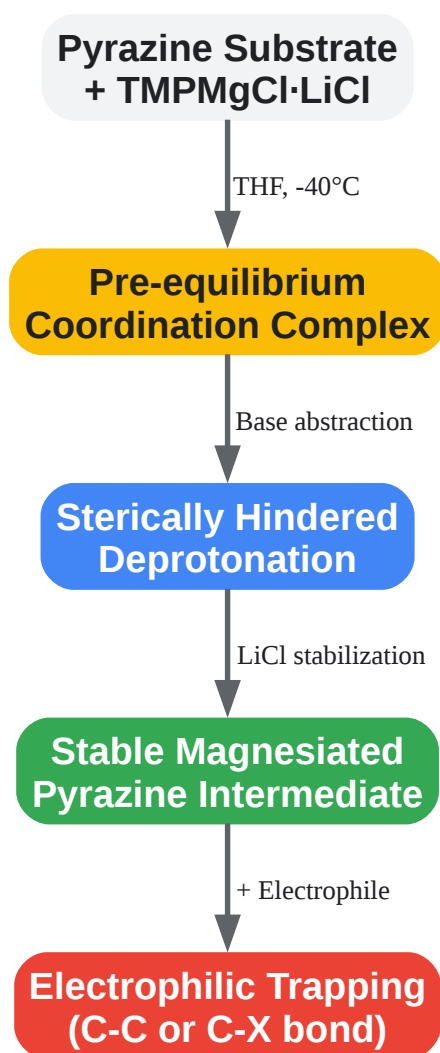 Pyrazine Substrate
+ TMPMgCl·LiCl
THF, -40°C
Pre-equilibrium
Coordination Complex
Base abstraction
Sterically Hindered
Deprotonation
LiCl stabilization
Stable Magnesiated
Pyrazine Intermediate
+ Electrophile
Electrophilic Trapping
(C-C or C-X bond)